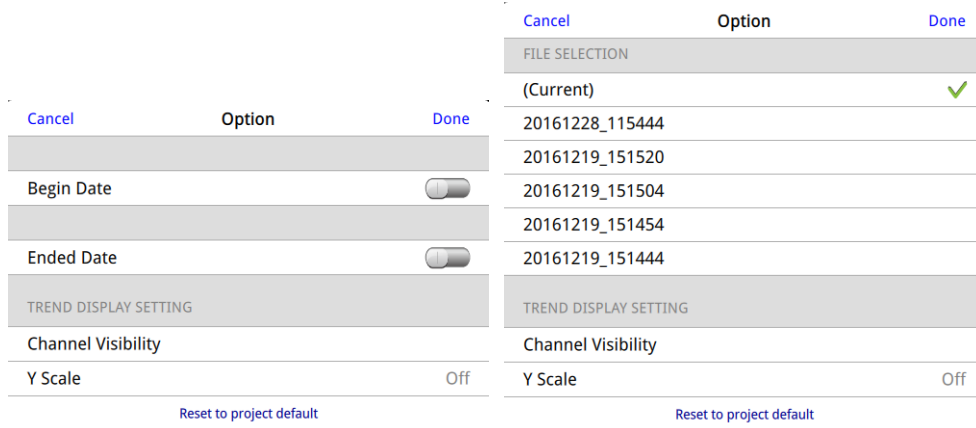 Cancel Option Done
Begin Date
Ended Date
TREND DISPLAY SETTING
Channel Visibility
Y Scale Off
Reset to project default
Cancel Option Done
FILE SELECTION
(Current)
20161228_115444
20161219_151520
20161219_151504
20161219_151454
20161219_151444
TREND DISPLAY SETTING
Channel Visibility
Y Scale Off
Reset to project default